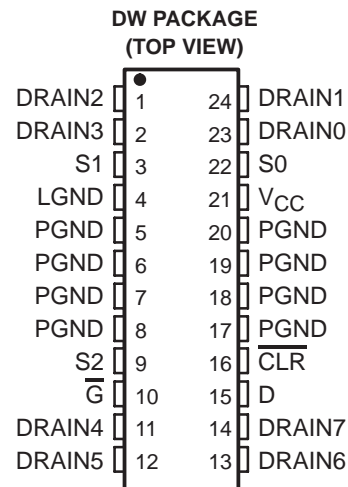 DW PACKAGE
(TOP VIEW)
DRAIN2 1 24 DRAIN1
DRAIN3 2 23 DRAIN0
S1 3 22 S0
LGND 4 21 VCC
PGND 5 20 PGND
PGND 6 19 PGND
PGND 7 18 PGND
PGND 8 17 PGND
S2 9 16 C̅L̅R̅
G̅ 10 15 D
DRAIN4 11 14 DRAIN7
DRAIN5 12 13 DRAIN6